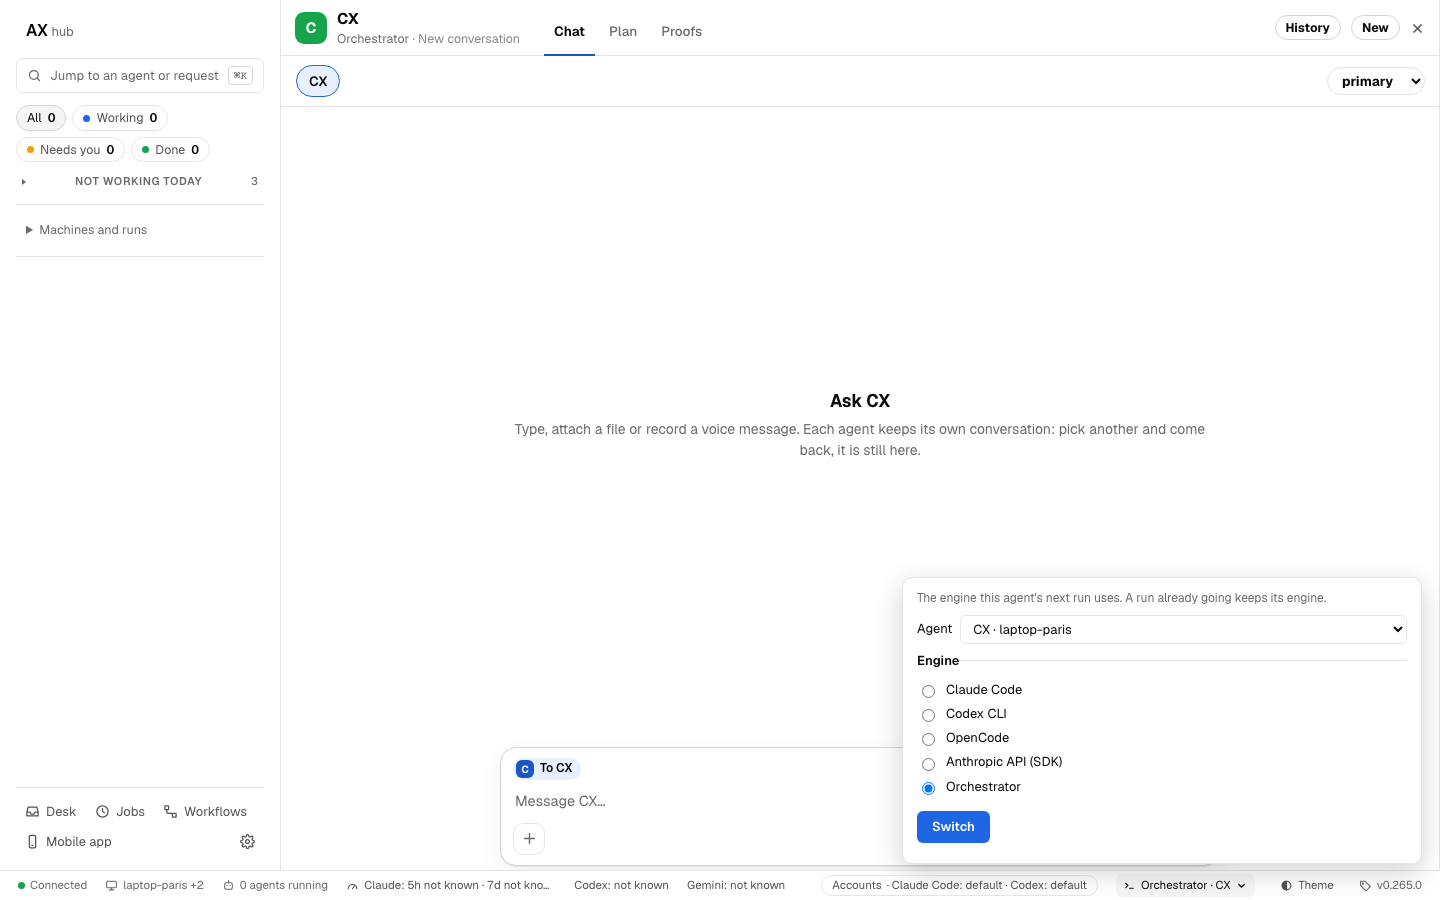 AX hub
Jump to an agent or request ⌘K
All 0
Working 0
Needs you 0
Done 0
NOT WORKING TODAY 3
Machines and runs
Desk
Jobs
Workflows
Mobile app
C
CX
Orchestrator · New conversation
Chat
Plan
Proofs
History
New
CX
primary
Ask CX
Type, attach a file or record a voice message. Each agent keeps its own conversation: pick another and come
back, it is still here.
C To CX
Message CX...
The engine this agent's next run uses. A run already going keeps its engine.
Agent
CX · laptop-paris
Engine
Claude Code
Codex CLI
OpenCode
Anthropic API (SDK)
Orchestrator
Switch
Connected
laptop-paris +2
0 agents running
Claude: 5h not known · 7d not kno...
Codex: not known
Gemini: not known
Accounts · Claude Code: default · Codex: default
Orchestrator · CX
Theme
v0.265.0